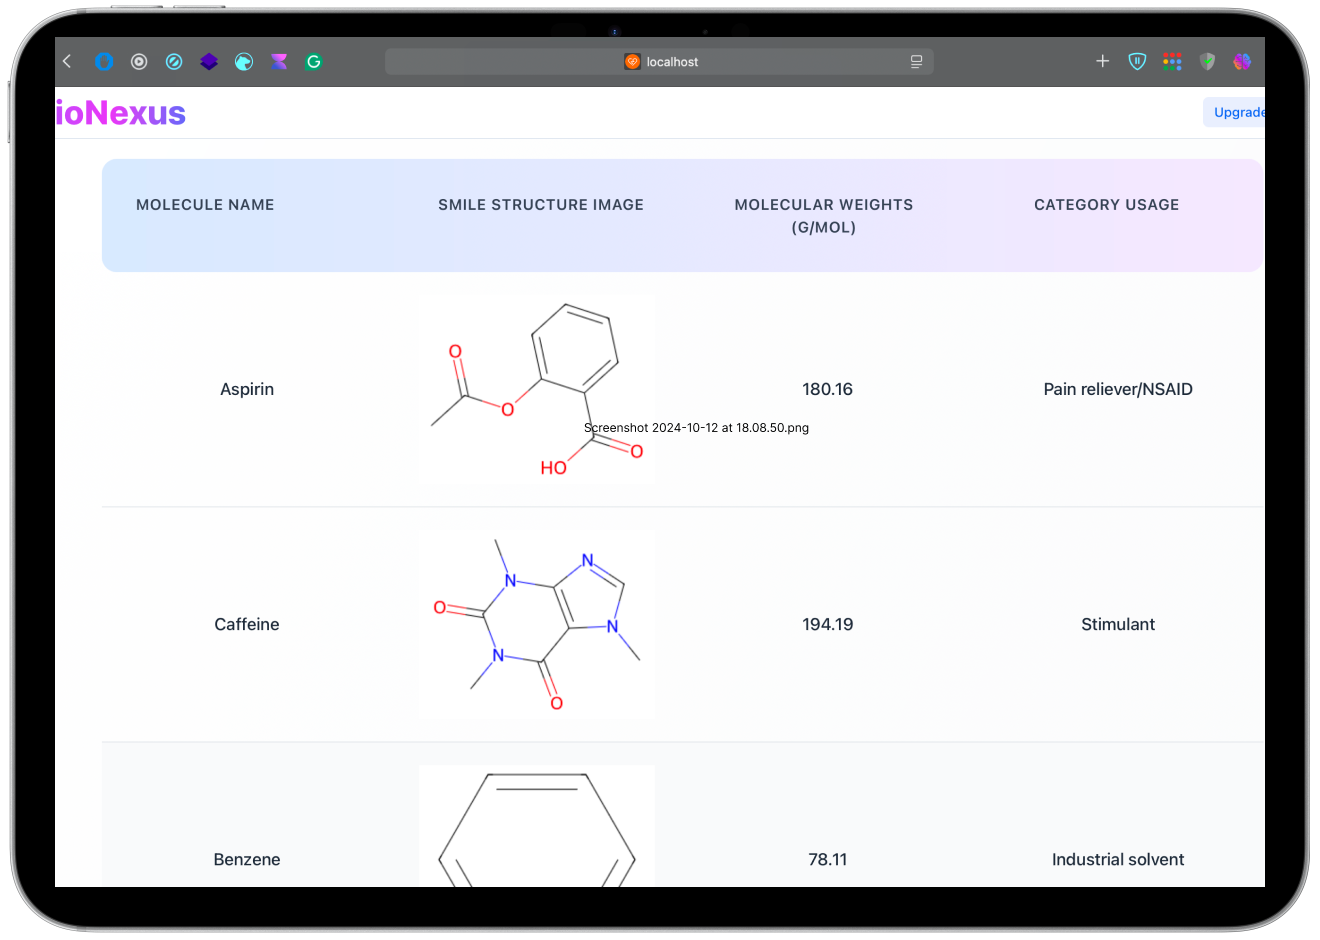 localhost
ioNexus
Upgrade
MOLECULE NAME
SMILE STRUCTURE IMAGE
MOLECULAR WEIGHTS
(G/MOL)
CATEGORY USAGE
O
O
O
HO
Aspirin
180.16
Pain reliever/NSAID
Screenshot 2024-10-12 at 18.08.50.png
N
N
O
N
N
O
Caffeine
194.19
Stimulant
Benzene
78.11
Industrial solvent